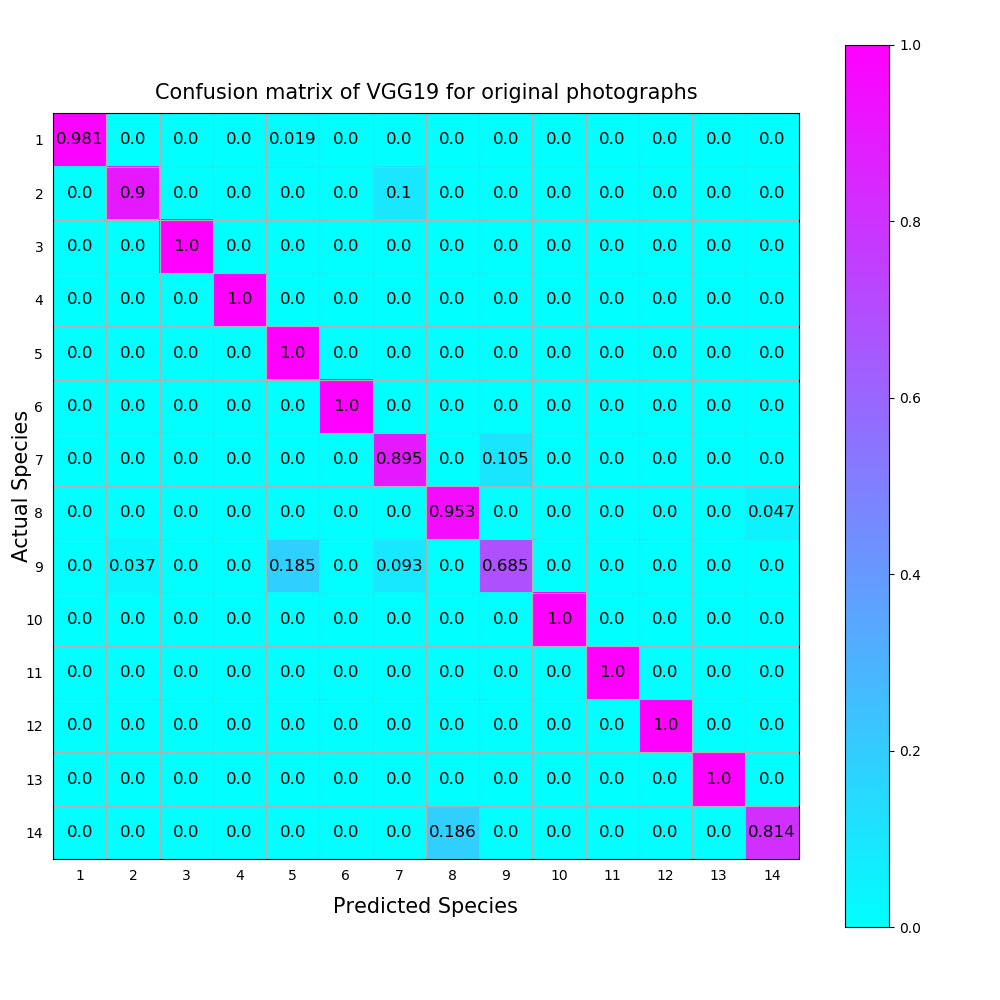 Confusion matrix of VGG19 for original photographs
1 0.981 0.0 0.0 0.0 0.019 0.0 0.0 0.0 0.0 0.0 0.0 0.0 0.0 0.0
2 0.0 0.9 0.0 0.0 0.0 0.0 0.1 0.0 0.0 0.0 0.0 0.0 0.0 0.0
3 0.0 0.0 1.0 0.0 0.0 0.0 0.0 0.0 0.0 0.0 0.0 0.0 0.0 0.0
4 0.0 0.0 0.0 1.0 0.0 0.0 0.0 0.0 0.0 0.0 0.0 0.0 0.0 0.0
5 0.0 0.0 0.0 0.0 1.0 0.0 0.0 0.0 0.0 0.0 0.0 0.0 0.0 0.0
6 0.0 0.0 0.0 0.0 0.0 1.0 0.0 0.0 0.0 0.0 0.0 0.0 0.0 0.0
7 0.0 0.0 0.0 0.0 0.0 0.0 0.895 0.0 0.105 0.0 0.0 0.0 0.0 0.0
8 0.0 0.0 0.0 0.0 0.0 0.0 0.0 0.953 0.0 0.0 0.0 0.0 0.0 0.047
9 0.0 0.037 0.0 0.0 0.185 0.0 0.093 0.0 0.685 0.0 0.0 0.0 0.0 0.0
10 0.0 0.0 0.0 0.0 0.0 0.0 0.0 0.0 0.0 1.0 0.0 0.0 0.0 0.0
11 0.0 0.0 0.0 0.0 0.0 0.0 0.0 0.0 0.0 0.0 1.0 0.0 0.0 0.0
12 0.0 0.0 0.0 0.0 0.0 0.0 0.0 0.0 0.0 0.0 0.0 1.0 0.0 0.0
13 0.0 0.0 0.0 0.0 0.0 0.0 0.0 0.0 0.0 0.0 0.0 0.0 1.0 0.0
14 0.0 0.0 0.0 0.0 0.0 0.0 0.0 0.186 0.0 0.0 0.0 0.0 0.0 0.814
1 2 3 4 5 6 7 8 9 10 11 12 13 14
Predicted Species
Actual Species
1.0
0.8
0.6
0.4
0.2
0.0